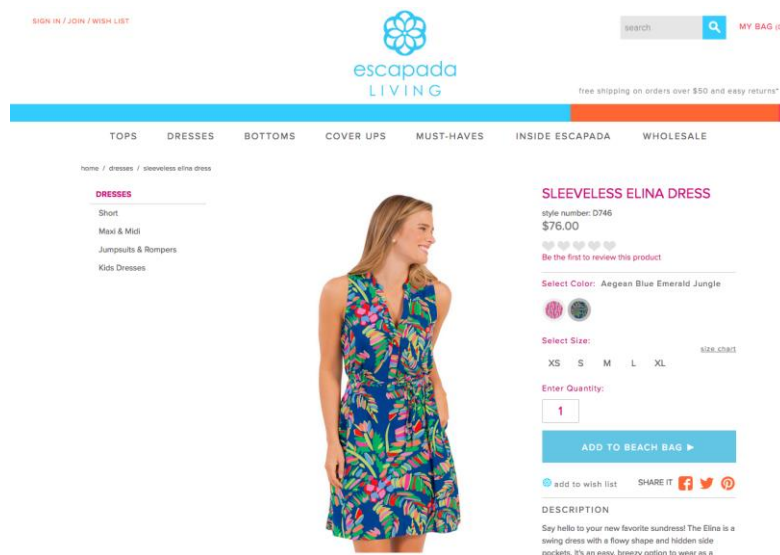 SIGN IN / JOIN / WISH LIST
escapada
LIVING
search
MY BAG
free shipping on orders over $50 and easy returns*
TOPS DRESSES BOTTOMS COVER UPS MUST-HAVES INSIDE ESCAPADA WHOLESALE
home / dresses / sleeveless elina dress
DRESSES
Short
Maxi & Midi
Jumpsuits & Rompers
Kids Dresses
SLEEVELESS ELINA DRESS
style number: D746
$76.00
Be the first to review this product
Select Color: Aegean Blue Emerald Jungle
Select Size:
size chart
XS S M L XL
Enter Quantity:
1
ADD TO BEACH BAG
add to wish list SHARE IT
DESCRIPTION
Say hello to your new favorite sundress! The Elina is a
swing dress with a flowy shape and hidden side
pockets. It's an easy, breezy option to wear as a